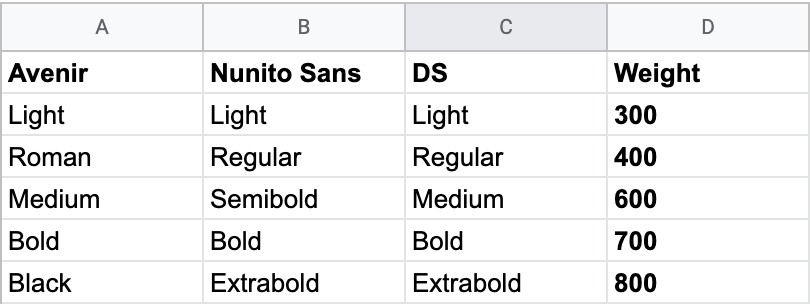 A B C D
Avenir Nunito Sans DS Weight
Light Light Light 300
Roman Regular Regular 400
Medium Semibold Medium 600
Bold Bold Bold 700
Black Extrabold Extrabold 800